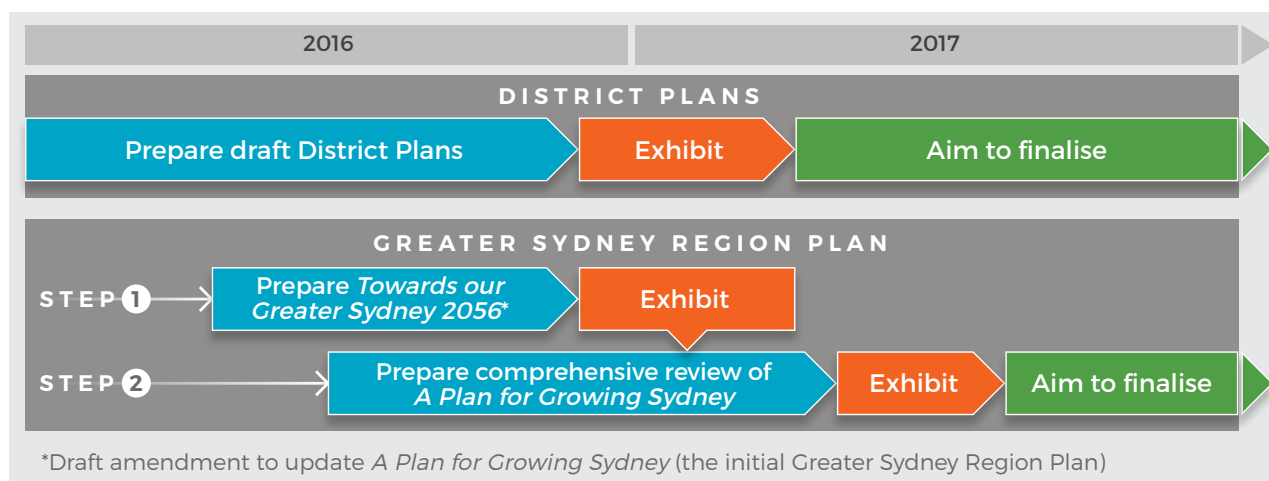 2016
2017
DISTRICT PLANS
Prepare draft District Plans
Exhibit
Aim to finalise
GREATER SYDNEY REGION PLAN
STEP 1
Prepare Towards our
Greater Sydney 2056*
Exhibit
STEP 2
Prepare comprehensive review of
A Plan for Growing Sydney
Exhibit
Aim to finalise
*Draft amendment to update A Plan for Growing Sydney (the initial Greater Sydney Region Plan)